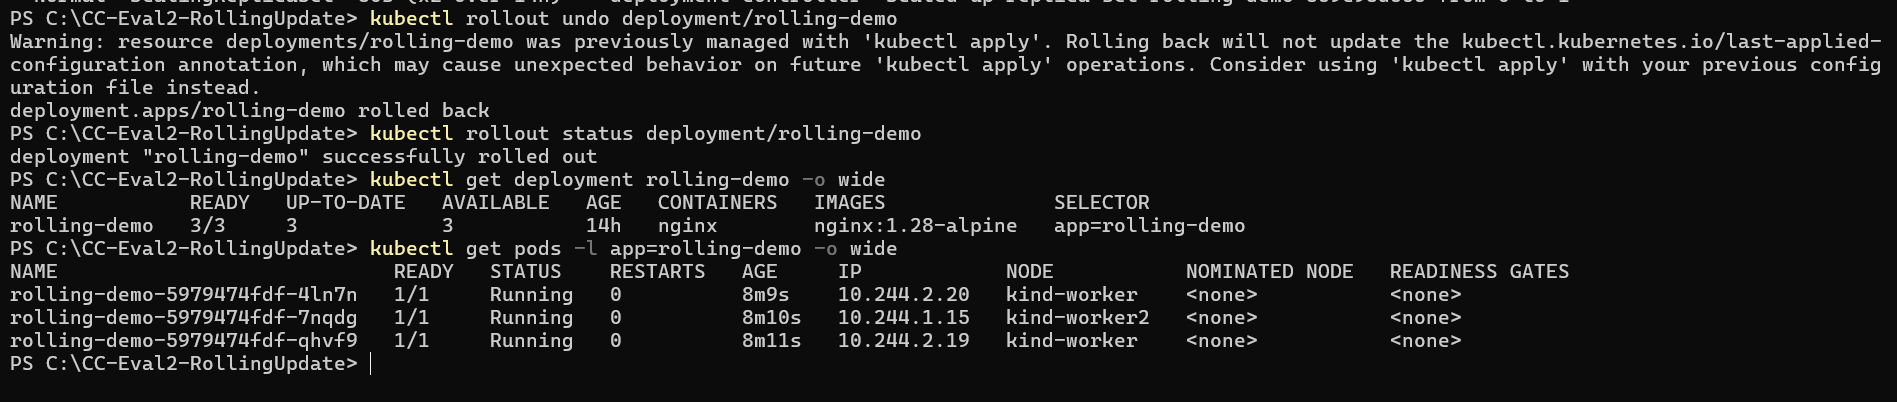 PS C:\CC-Eval2-RollingUpdate> kubectl rollout undo deployment/rolling-demo
Warning: resource deployments/rolling-demo was previously managed with 'kubectl apply'. Rolling back will not update the kubectl.kubernetes.io/last-applied-
configuration annotation, which may cause unexpected behavior on future 'kubectl apply' operations. Consider using 'kubectl apply' with your previous config
uration file instead.
deployment.apps/rolling-demo rolled back
PS C:\CC-Eval2-RollingUpdate> kubectl rollout status deployment/rolling-demo
deployment "rolling-demo" successfully rolled out
PS C:\CC-Eval2-RollingUpdate> kubectl get deployment rolling-demo -o wide
NAME           READY   UP-TO-DATE   AVAILABLE   AGE   CONTAINERS   IMAGES              SELECTOR
rolling-demo   3/3     3            3           14h   nginx        nginx:1.28-alpine   app=rolling-demo
PS C:\CC-Eval2-RollingUpdate> kubectl get pods -l app=rolling-demo -o wide
NAME                            READY   STATUS    RESTARTS   AGE     IP            NODE           NOMINATED NODE   READINESS GATES
rolling-demo-5979474fdf-4ln7n   1/1     Running   0          8m9s    10.244.2.20   kind-worker    <none>           <none>
rolling-demo-5979474fdf-7nqdg   1/1     Running   0          8m10s   10.244.1.15   kind-worker2   <none>           <none>
rolling-demo-5979474fdf-qhvf9   1/1     Running   0          8m11s   10.244.2.19   kind-worker    <none>           <none>
PS C:\CC-Eval2-RollingUpdate>